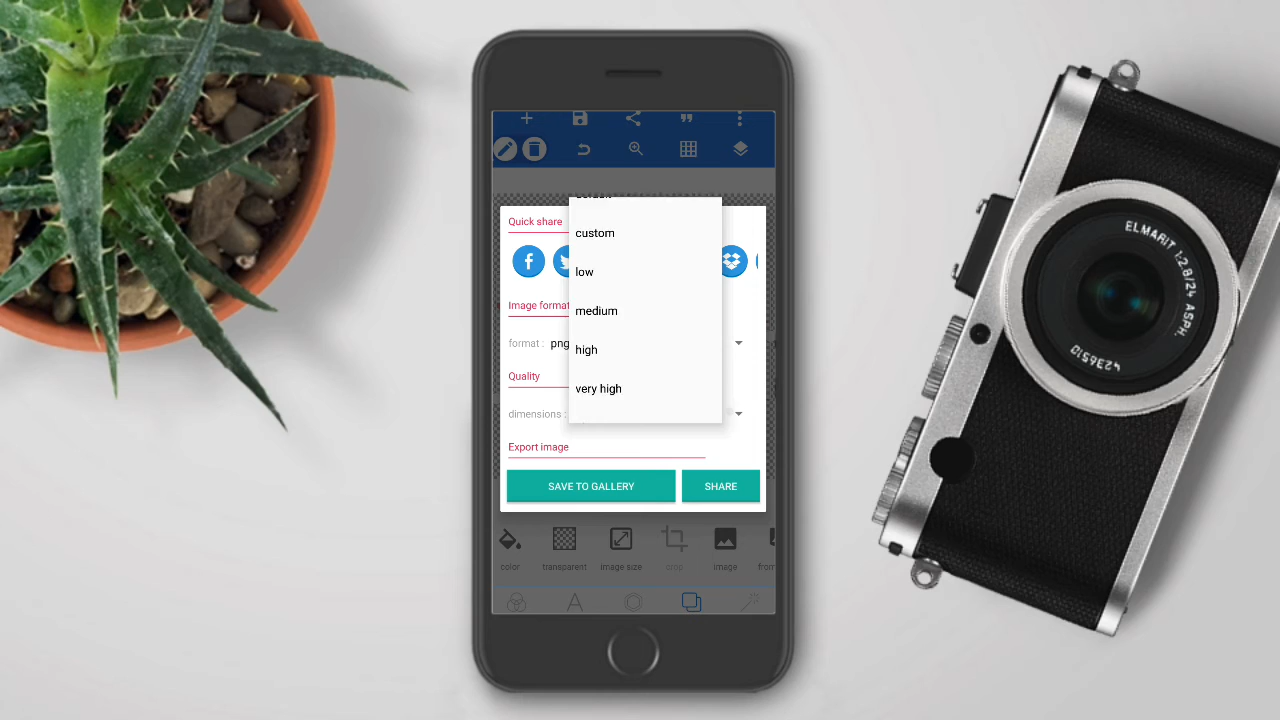 Quick share
custom
low
Image format
medium
format : png
high
Quality
very high
dimensions :
Export image
SAVE TO GALLERY
SHARE
color
transparent
image size
crop
image
ELMARIT 1:2.8/24 ASPH.
4236510